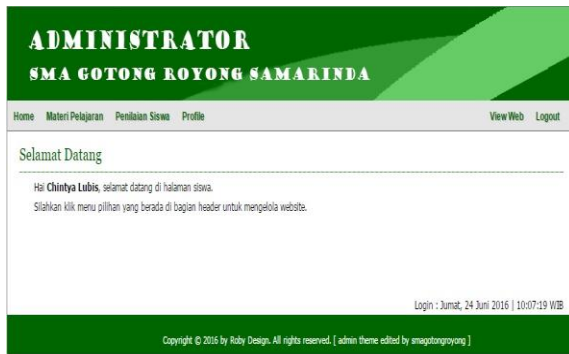 ADMINISTRATOR
SMA GOTONG ROYONG SAMARINDA
Home Materi Pelajaran Penilaian Siswa Profile View Web Logout
Selamat Datang
Hai Chintya Lubis, selamat datang di halaman siswa.
Silahkan klik menu pilihan yang berada di bagian header untuk mengelola website.
Login : Jumat, 24 Juni 2016 | 10:07:19 WIB
Copyright © 2016 by Roby Design. All rights reserved. [ admin theme edited by smagotongroyong ]